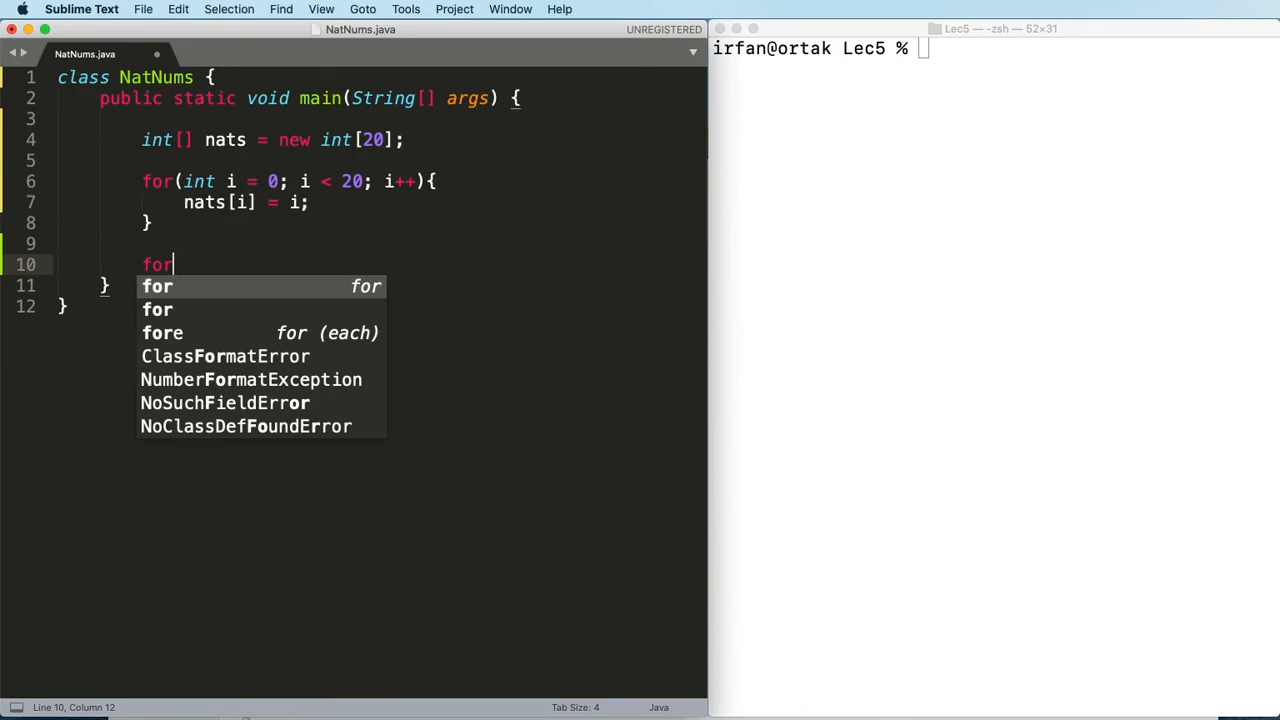 Sublime Text File Edit Selection Find Goto Tools Project Window Help
NatNums.java UNREGISTERED
Lec5 — -zsh — 52×31
NatNums.java
irfan@ortak Lec5 %
1 class NatNums {
2 public static void main(String[] args) {
3
4 int[] nats = new int[20];
5
6 for(int i = 0; i < 20; i++){
7 nats[i] = i;
8 }
9
10 for
11 }
12 }
for for
for
fore for (each)
ClassFormatError
NumberFormatException
NoSuchFieldError
NoClassDefFoundError
Line 10, Column 12 Tab Size: 4 Java